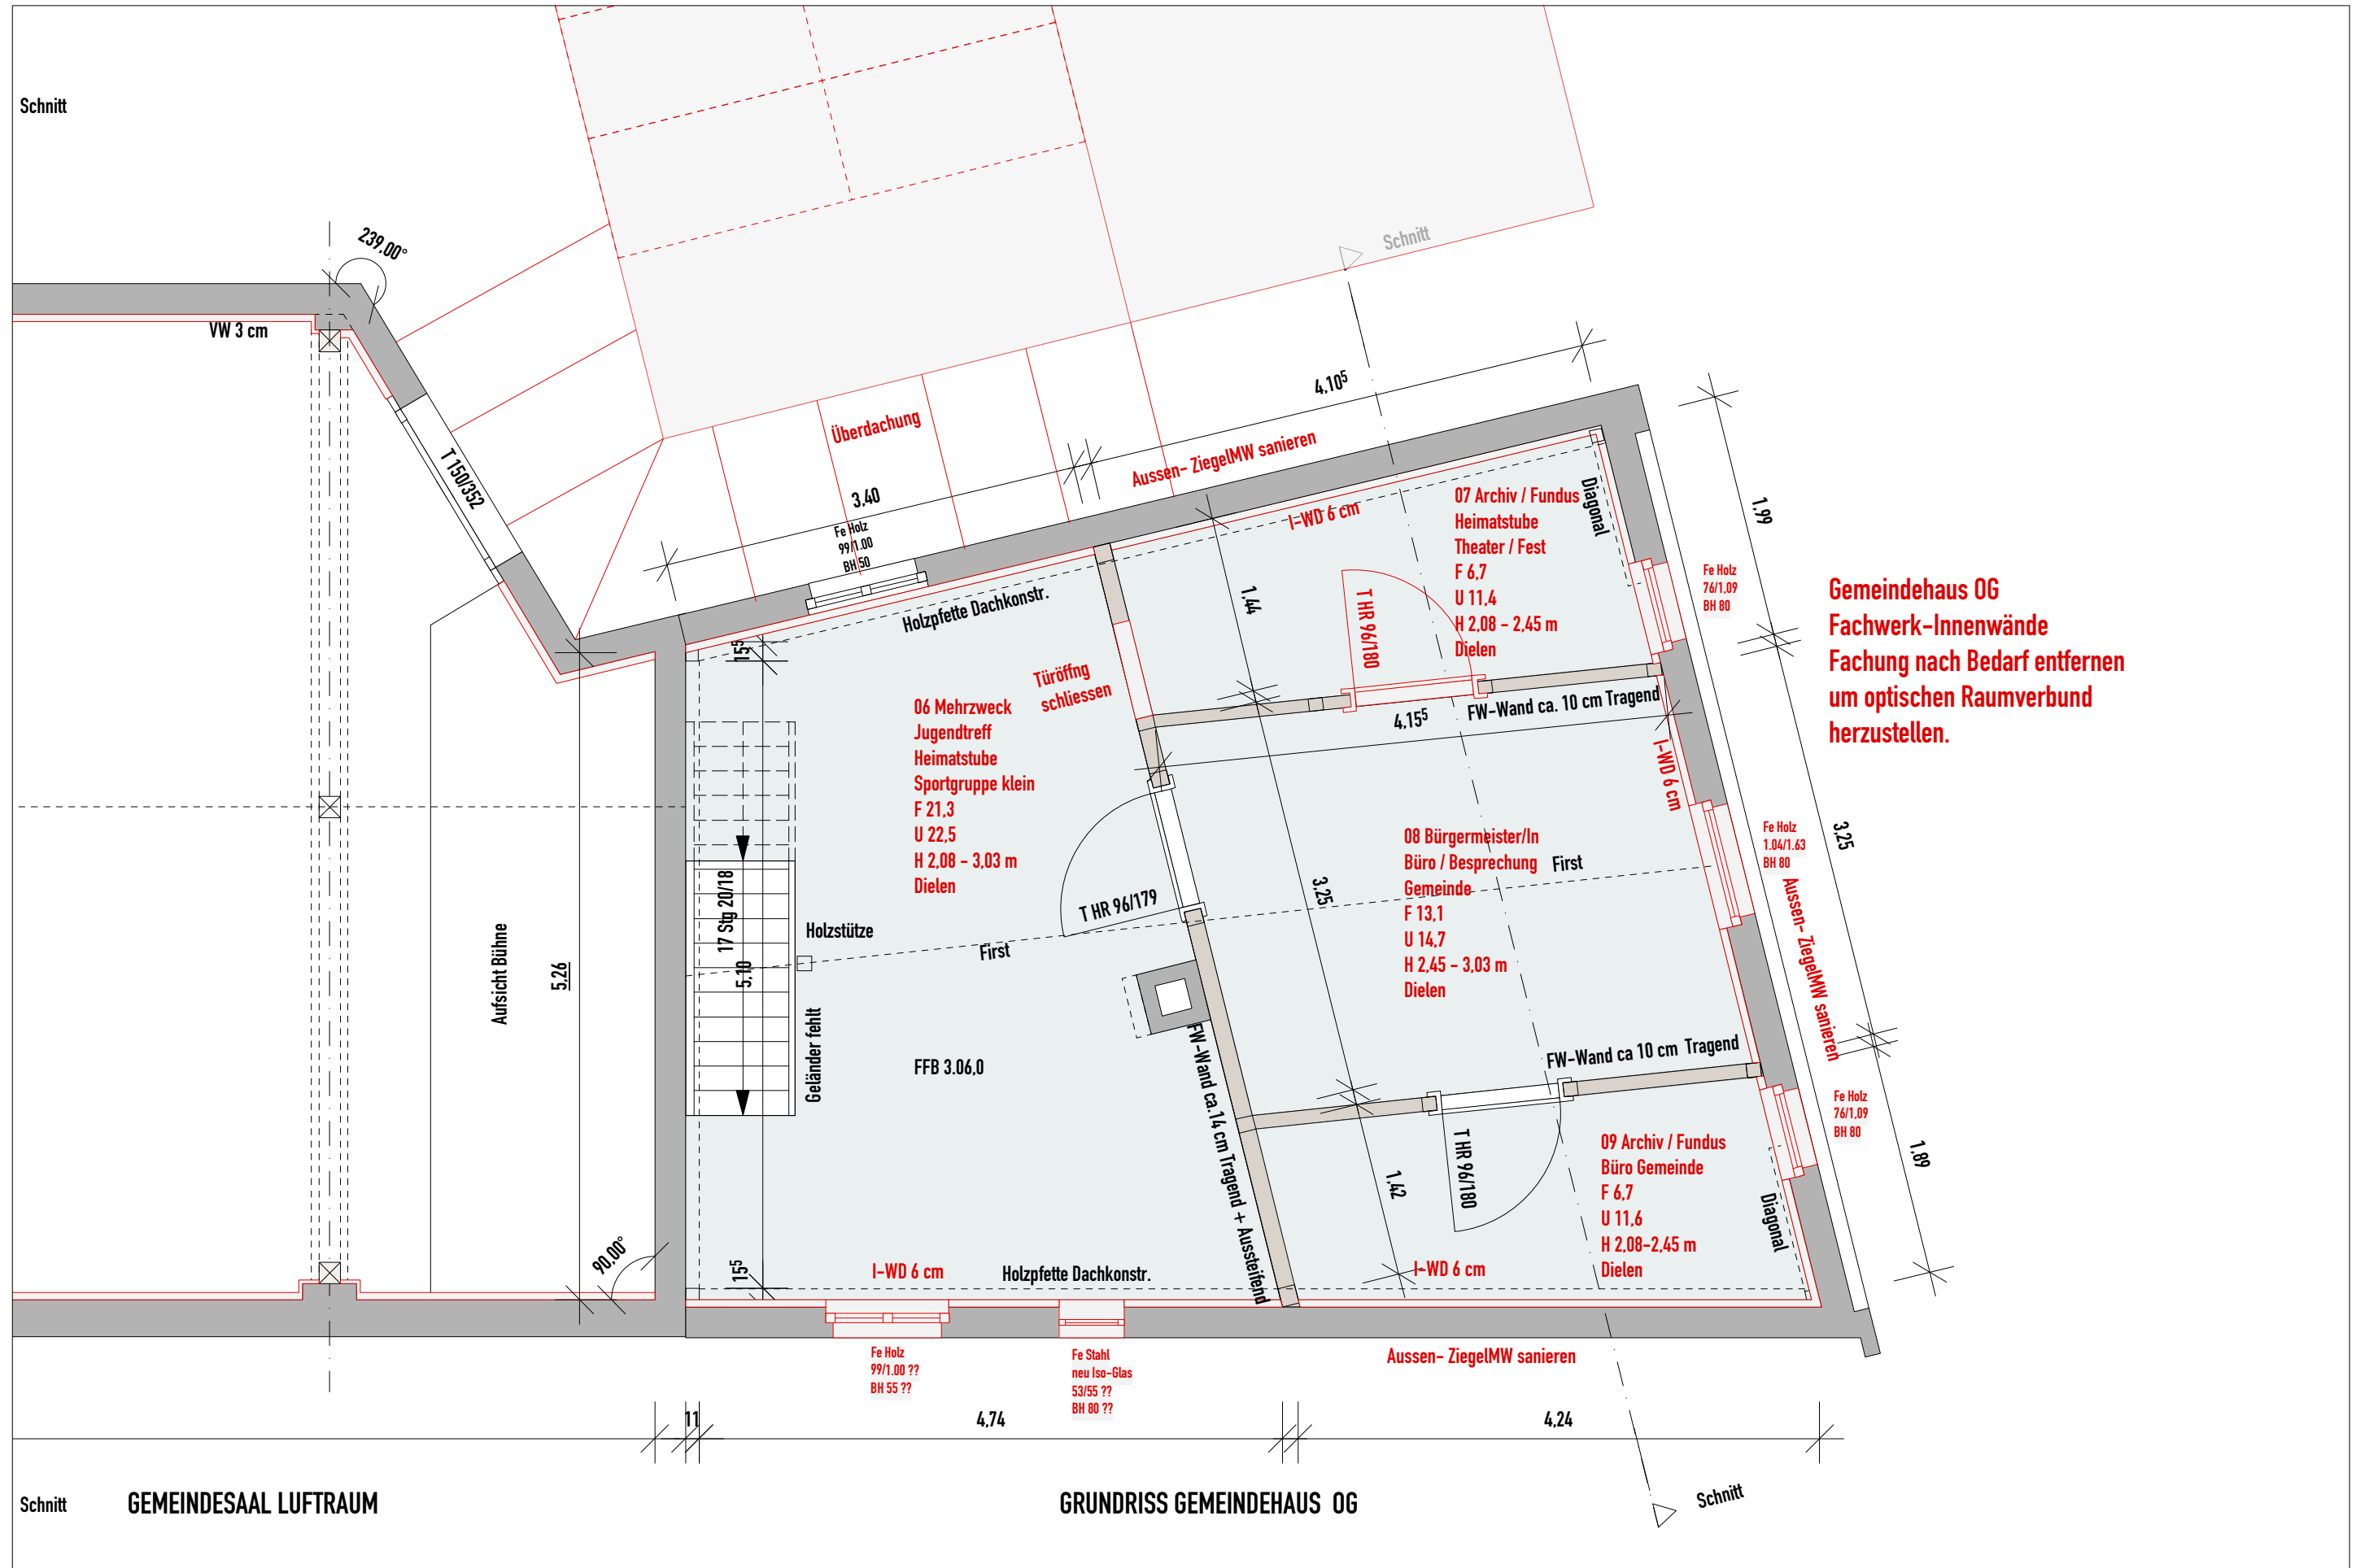 Schnitt
239.00°
VW 3 cm
T 150/352
Schnitt
4,10⁵
Überdachung
Aussen- ZiegelMW sanieren
3,40
Fe Holz
99/1.00
BH 50
Holzpfette Dachkonstr.
I-WD 6 cm
07 Archiv / Fundus
Heimatstube
Theater / Fest
F 6,7
U 11,4
H 2,08 - 2,45 m
Dielen
Diagonal
1,99
Fe Holz
76/1,09
BH 80
Gemeindehaus OG
Fachwerk-Innenwände
Fachung nach Bedarf entfernen
um optischen Raumverbund
herzustellen.
1,44
T HR 96/180
15⁵
Türöffng
schliessen
06 Mehrzweck
Jugendtreff
Heimatstube
Sportgruppe klein
F 21,3
U 22,5
H 2,08 - 3,03 m
Dielen
4,15⁵
FW-Wand ca. 10 cm Tragend
I-WD 6 cm
Fe Holz
1.04/1.63
BH 80
3,25
08 Bürgermeister/In
Büro / Besprechung
Gemeinde
F 13,1
U 14,7
H 2,45 - 3,03 m
Dielen
First
3,25
T HR 96/179
17 Stg 20/18
5,10
Holzstütze
First
Aufsicht Bühne
5,26
Geländer fehlt
FFB 3.06,0
Aussen- ZiegelMW sanieren
FW-Wand ca.14 cm Tragend + Aussteifend
FW-Wand ca 10 cm Tragend
Fe Holz
76/1,09
BH 80
1,89
T HR 96/180
1,42
09 Archiv / Fundus
Büro Gemeinde
F 6,7
U 11,6
H 2,08-2,45 m
Dielen
Diagonal
90,00°
15⁵
I-WD 6 cm
Holzpfette Dachkonstr.
I-WD 6 cm
Fe Holz
99/1.00 ??
BH 55 ??
Fe Stahl
neu Iso-Glas
53/55 ??
BH 80 ??
Aussen- ZiegelMW sanieren
11
4,74
4,24
Schnitt
GEMEINDESAAL LUFTRAUM
GRUNDRISS GEMEINDEHAUS OG
Schnitt